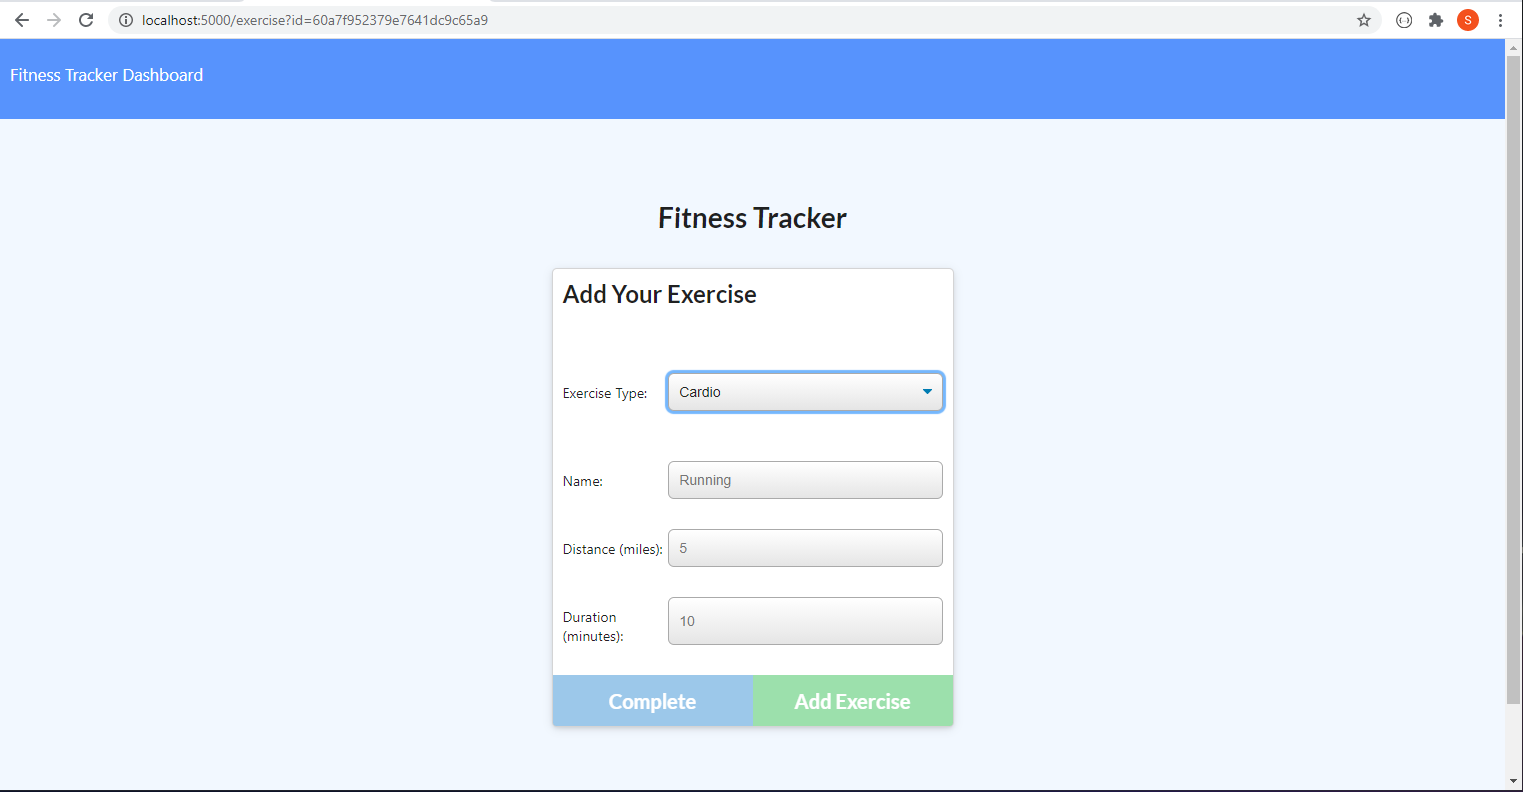 localhost:5000/exercise?id=60a7f952379e7641dc9c65a9
S
Fitness Tracker Dashboard
Fitness Tracker
Add Your Exercise
Exercise Type: Cardio
Name: Running
Distance (miles): 5
Duration
(minutes): 10
Complete Add Exercise